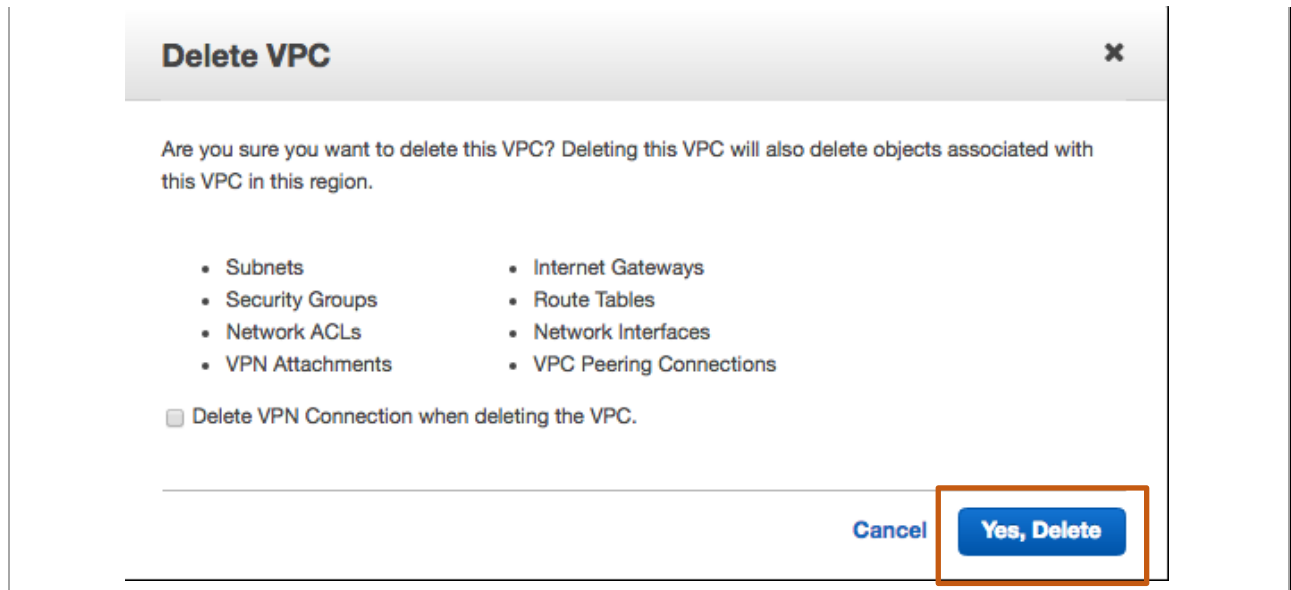 Delete VPC
Are you sure you want to delete this VPC? Deleting this VPC will also delete objects associated with
this VPC in this region.
Subnets
Security Groups
Network ACLs
VPN Attachments
Internet Gateways
Route Tables
Network Interfaces
VPC Peering Connections
Delete VPN Connection when deleting the VPC.
Cancel
Yes, Delete